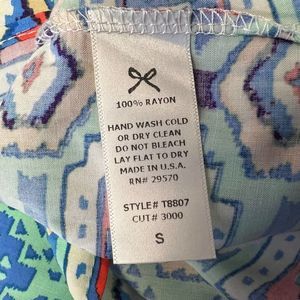 100% RAYON
HAND WASH COLD
OR DRY CLEAN
DO NOT BLEACH
LAY FLAT TO DRY
MADE IN U.S.A.
RN# 29570
STYLE# T8807
CUT# 3000
S